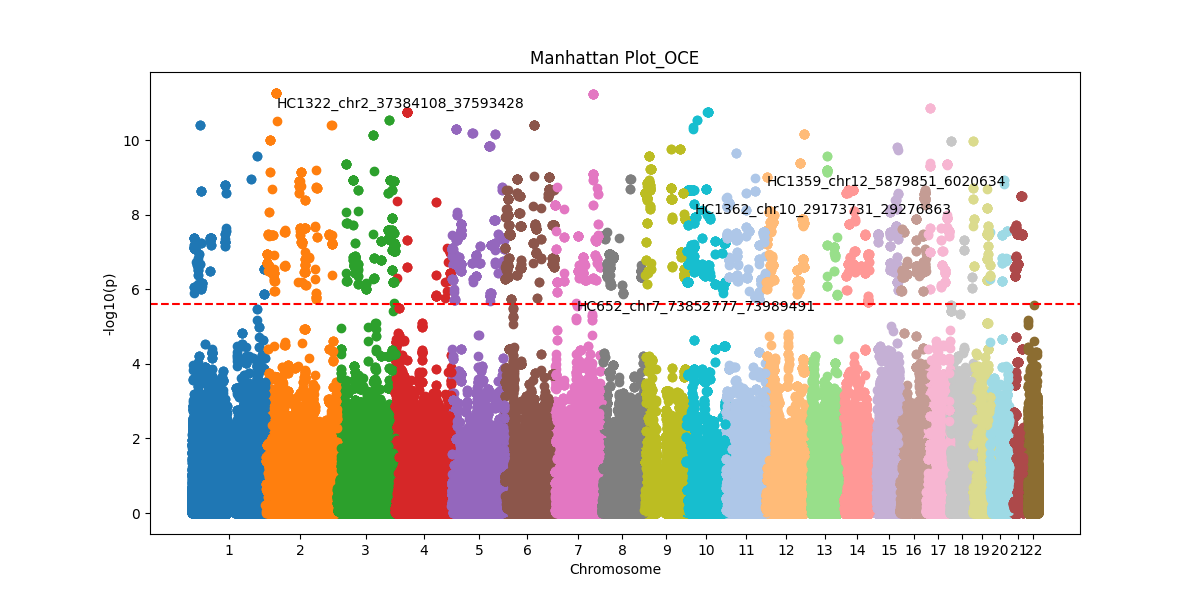 Manhattan Plot_OCE
HC1322_chr2_37384108_37593428
HC1359_chr12_5879851_6020634
HC1362_chr10_29173731_29276863
HC652_chr7_73852777_73989491
-log10(p)
10
8
6
4
2
0
1 2 3 4 5 6 7 8 9 10 11 12 13 14 15 16 17 18 19 20 21 22
Chromosome